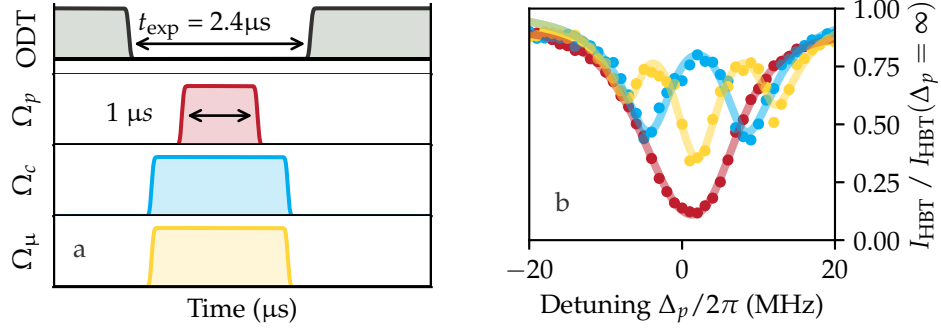 ODT
t_exp = 2.4μs
Ω_p
1 μs
Ω_c
Ω_μ
a
Time (μs)
b
1.00
0.75
0.50
0.25
0.00
I_HBT / I_HBT(Δ_p = ∞)
−20
0
20
Detuning Δ_p/2π (MHz)